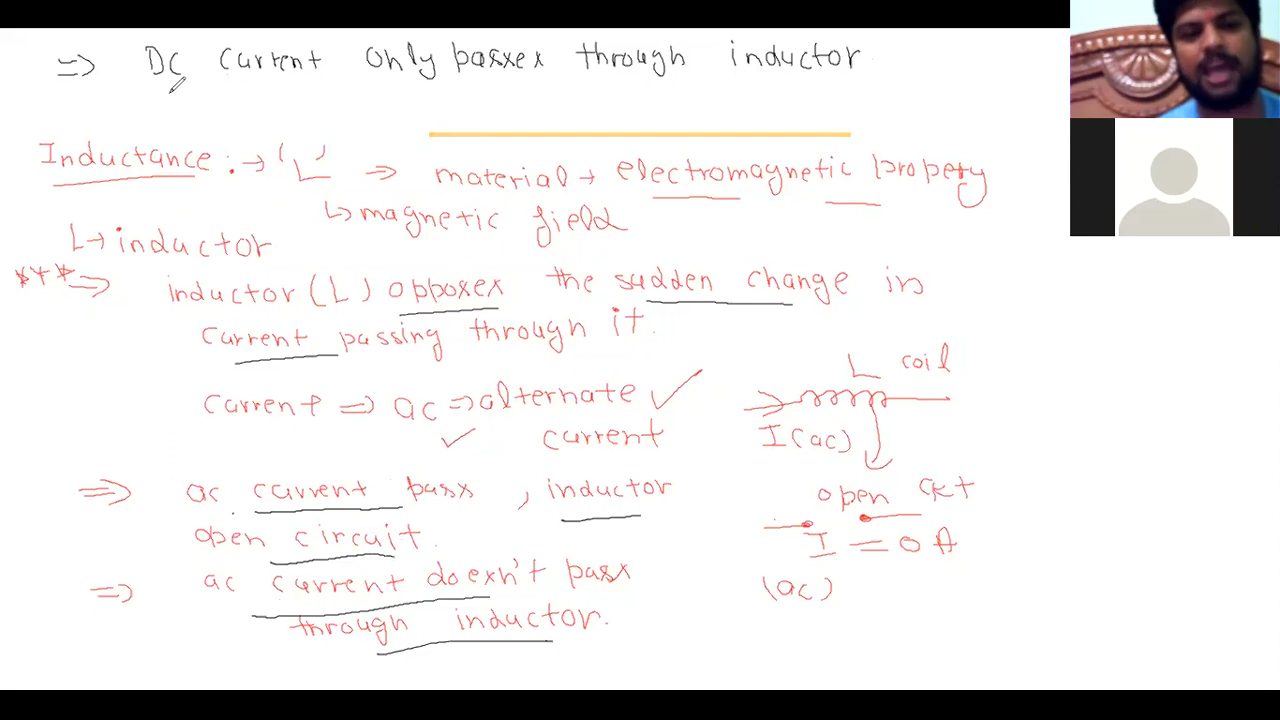 => DC current only passes through inductor
Inductance :→ 'L' => material → electromagnetic propety
↳ magnetic field
L→ inductor
*** => inductor (L) opposes the sudden change in
current passing through it.
current => ac => alternate ✓
✓ current
L coil
I (ac)
=> ac current pass , inductor
open circuit.
open ckt
I = 0 A
(ac)
=> ac current doesn't pass
through inductor.